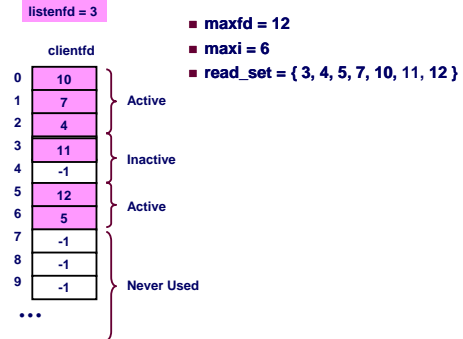 listenfd = 3
■ maxfd = 12
■ maxi = 6
■ read_set = { 3, 4, 5, 7, 10, 11, 12 }
clientfd
0 10
1 7
2 4
Active
3 11
4 -1
Inactive
5 12
6 5
Active
7 -1
8 -1
9 -1
Never Used
•••